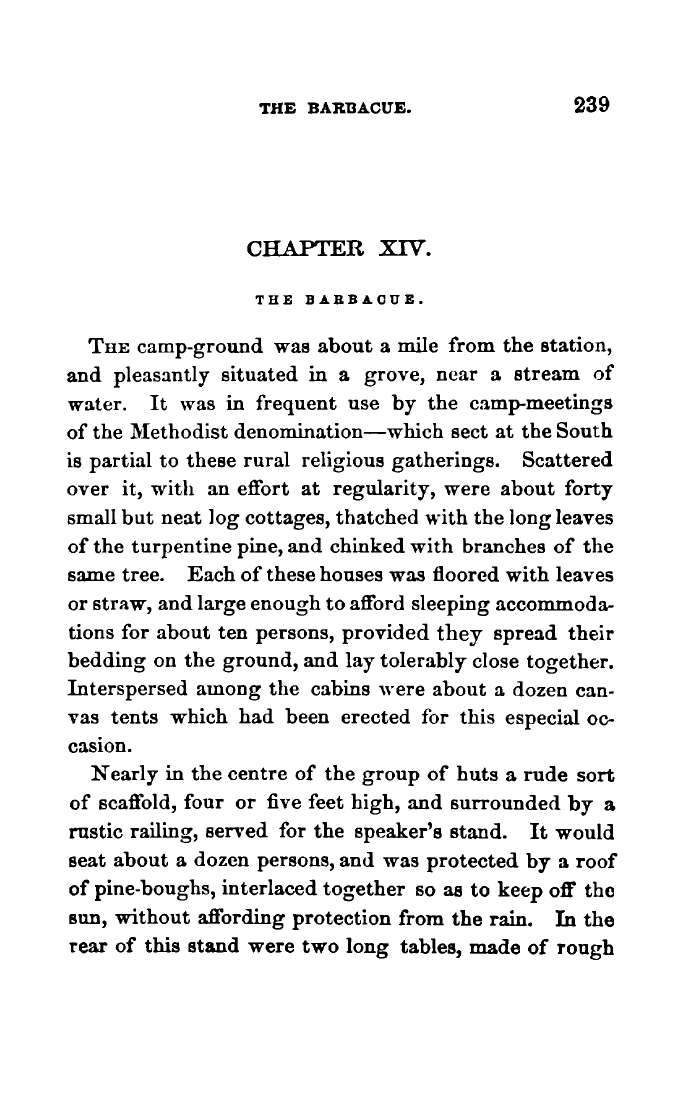 THE BARBACUE. 239
CHAPTER XIV.
THE BARBACUE.
THE camp-ground was about a mile from the station,
and pleasantly situated in a grove, near a stream of
water. It was in frequent use by the camp-meetings
of the Methodist denomination—which sect at the South
is partial to these rural religious gatherings. Scattered
over it, with an effort at regularity, were about forty
small but neat log cottages, thatched with the long leaves
of the turpentine pine, and chinked with branches of the
same tree. Each of these houses was floored with leaves
or straw, and large enough to afford sleeping accommoda-
tions for about ten persons, provided they spread their
bedding on the ground, and lay tolerably close together.
Interspersed among the cabins were about a dozen can-
vas tents which had been erected for this especial oc-
casion.
Nearly in the centre of the group of huts a rude sort
of scaffold, four or five feet high, and surrounded by a
rustic railing, served for the speaker's stand. It would
seat about a dozen persons, and was protected by a roof
of pine-boughs, interlaced together so as to keep off the
sun, without affording protection from the rain. In the
rear of this stand were two long tables, made of rough